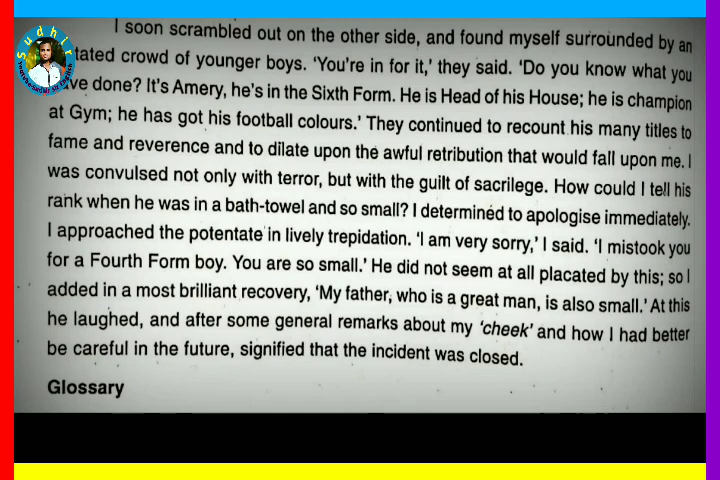 Sudhir
I soon scrambled out on the other side, and found myself surrounded by an
tated crowd of younger boys. ‘You're in for it,’ they said. ‘Do you know what you
ve done? It's Amery, he's in the Sixth Form. He is Head of his House; he is champion
at Gym; he has got his football colours.’ They continued to recount his many titles to
fame and reverence and to dilate upon the awful retribution that would fall upon me. I
was convulsed not only with terror, but with the guilt of sacrilege. How could I tell his
rank when he was in a bath-towel and so small? I determined to apologise immediately.
I approached the potentate in lively trepidation. ‘I am very sorry,’ I said. ‘I mistook you
for a Fourth Form boy. You are so small.’ He did not seem at all placated by this; so I
added in a most brilliant recovery, ‘My father, who is a great man, is also small.’ At this
he laughed, and after some general remarks about my ‘cheek’ and how I had better
be careful in the future, signified that the incident was closed.
Glossary